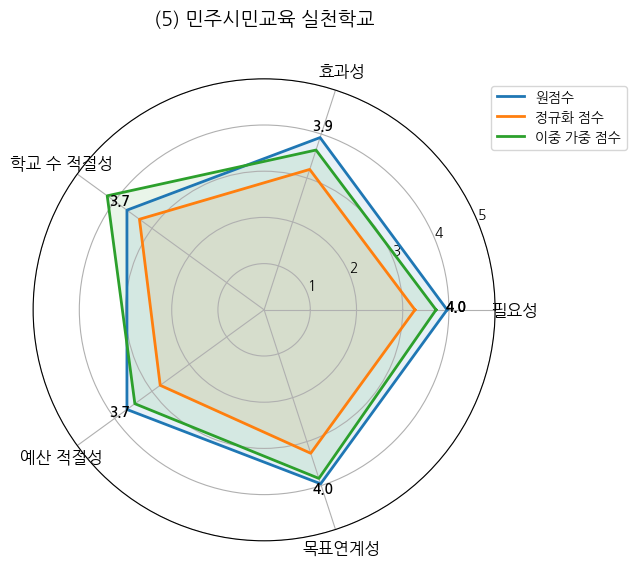 (5) 민주시민교육 실천학교
효과성
원점수
정규화 점수
이중 가중 점수
3.9
학교 수 적절성
3.7
5
4
3
2
1
4.0
필요성
3.7
예산 적절성
4.0
목표연계성